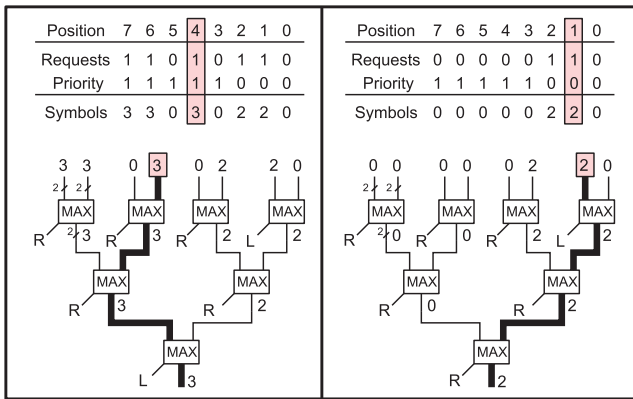 Position 7 6 5 4 3 2 1 0
Requests 1 1 0 1 0 1 1 0
Priority 1 1 1 1 1 0 0 0
Symbols 3 3 0 3 0 2 2 0
3 3 0 3 0 2 2 0
2 2
MAX MAX MAX MAX
R 2 3 R 3 R 2 L 2
MAX MAX
R 3 R 2
MAX
L 3
Position 7 6 5 4 3 2 1 0
Requests 0 0 0 0 0 1 1 0
Priority 1 1 1 1 1 0 0 0
Symbols 0 0 0 0 0 2 2 0
0 0 0 0 0 2 2 0
2 2
MAX MAX MAX MAX
R 2 0 R 0 R 2 L 2
MAX MAX
R 0 R 2
MAX
R 2